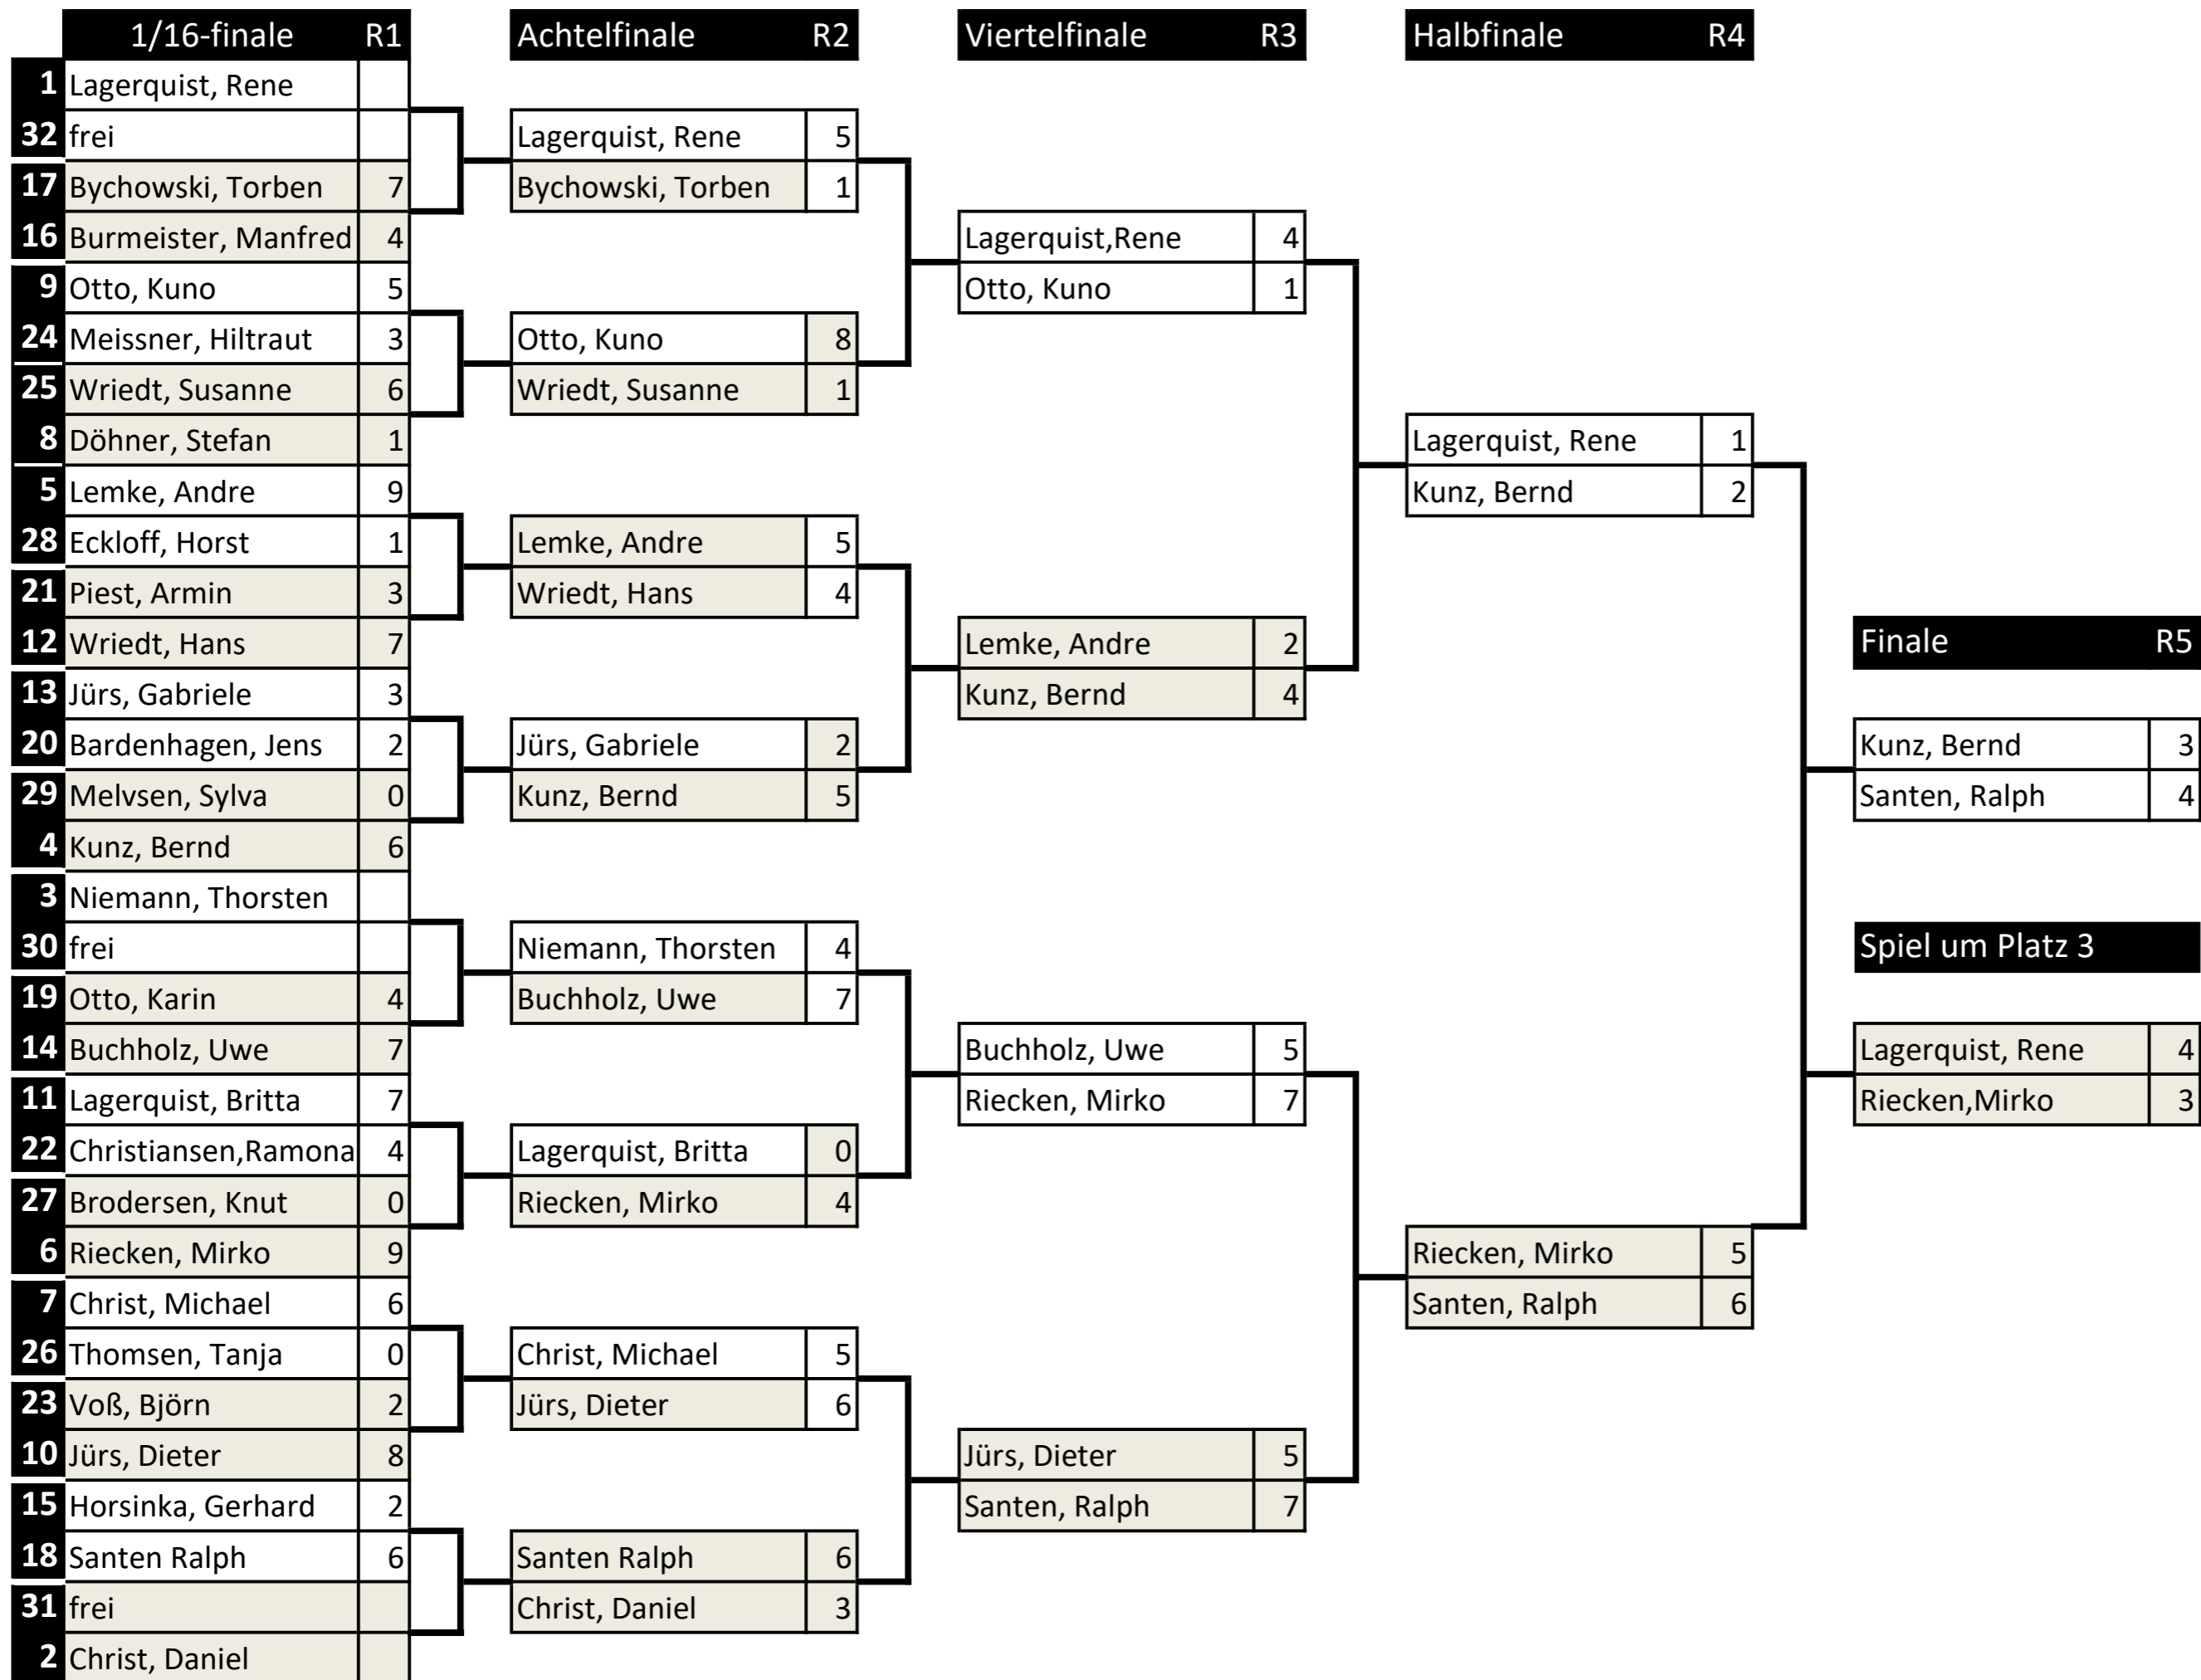 1/16-finale R1
1 Lagerquist, Rene
32 frei
17 Bychowski, Torben 7
16 Burmeister, Manfred 4
9 Otto, Kuno 5
24 Meissner, Hiltraut 3
25 Wriedt, Susanne 6
8 Döhner, Stefan 1
5 Lemke, Andre 9
28 Eckloff, Horst 1
21 Piest, Armin 3
12 Wriedt, Hans 7
13 Jürs, Gabriele 3
20 Bardenhagen, Jens 2
29 Melvsen, Sylva 0
4 Kunz, Bernd 6
3 Niemann, Thorsten
30 frei
19 Otto, Karin 4
14 Buchholz, Uwe 7
11 Lagerquist, Britta 7
22 Christiansen,Ramona 4
27 Brodersen, Knut 0
6 Riecken, Mirko 9
7 Christ, Michael 6
26 Thomsen, Tanja 0
23 Voß, Björn 2
10 Jürs, Dieter 8
15 Horsinka, Gerhard 2
18 Santen Ralph 6
31 frei
2 Christ, Daniel
Achtelfinale R2
Lagerquist, Rene 5
Bychowski, Torben 1
Otto, Kuno 8
Wriedt, Susanne 1
Lemke, Andre 5
Wriedt, Hans 4
Jürs, Gabriele 2
Kunz, Bernd 5
Niemann, Thorsten 4
Buchholz, Uwe 7
Lagerquist, Britta 0
Riecken, Mirko 4
Christ, Michael 5
Jürs, Dieter 6
Santen Ralph 6
Christ, Daniel 3
Viertelfinale R3
Lagerquist,Rene 4
Otto, Kuno 1
Lemke, Andre 2
Kunz, Bernd 4
Buchholz, Uwe 5
Riecken, Mirko 7
Jürs, Dieter 5
Santen, Ralph 7
Halbfinale R4
Lagerquist, Rene 1
Kunz, Bernd 2
Riecken, Mirko 5
Santen, Ralph 6
Finale R5
Kunz, Bernd 3
Santen, Ralph 4
Spiel um Platz 3
Lagerquist, Rene 4
Riecken,Mirko 3